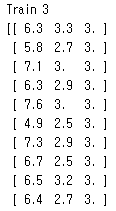 Train 3
[[ 6.3 3.3 3. ]
[ 5.8 2.7 3. ]
[ 7.1 3. 3. ]
[ 6.3 2.9 3. ]
[ 7.6 3. 3. ]
[ 4.9 2.5 3. ]
[ 7.3 2.9 3. ]
[ 6.7 2.5 3. ]
[ 6.5 3.2 3. ]
[ 6.4 2.7 3. ]